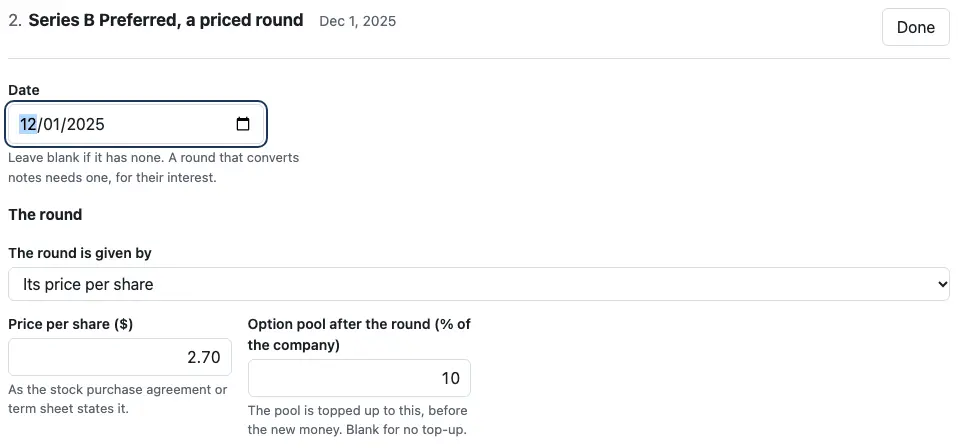 2. Series B Preferred, a priced round Dec 1, 2025
Done
Date
12/01/2025
Leave blank if it has none. A round that converts
notes needs one, for their interest.
The round
The round is given by
Its price per share
Price per share ($)
2.70
As the stock purchase agreement or
term sheet states it.
Option pool after the round (% of
the company)
10
The pool is topped up to this, before
the new money. Blank for no top-up.